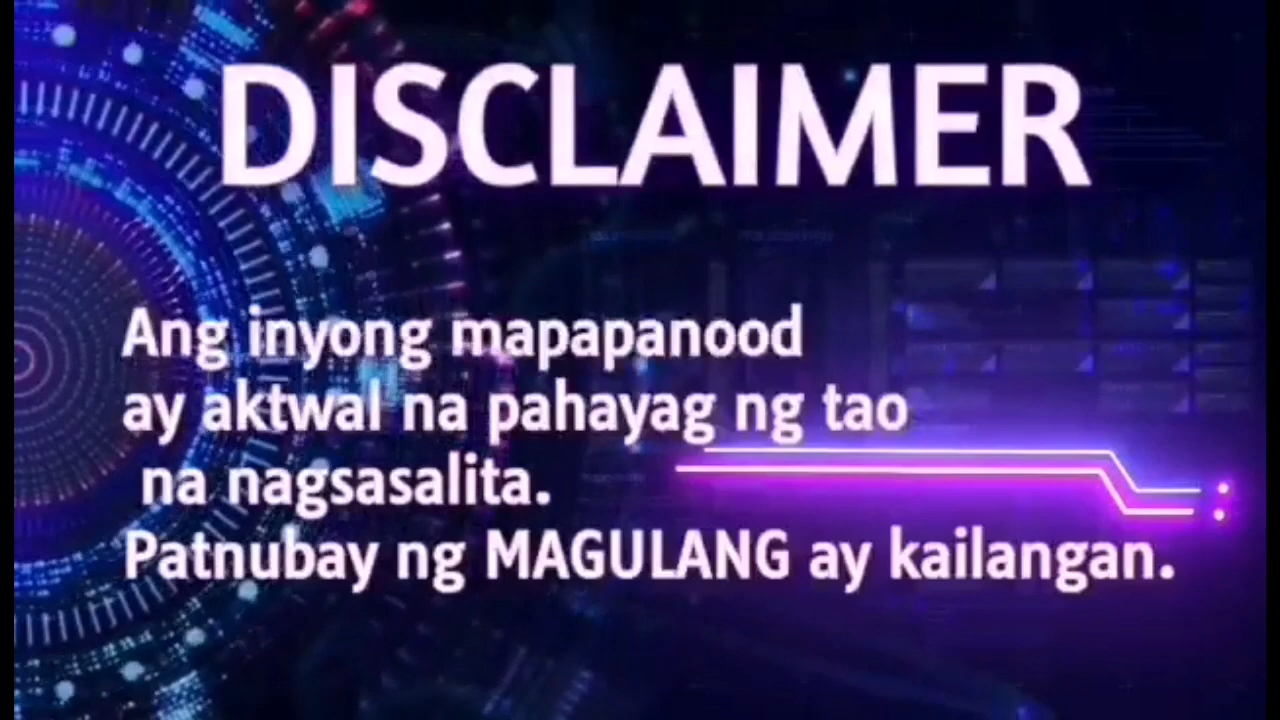 DISCLAIMER
Ang inyong mapapanood
ay aktwal na pahayag ng tao
na nagsasalita.
Patnubay ng MAGULANG ay kailangan.